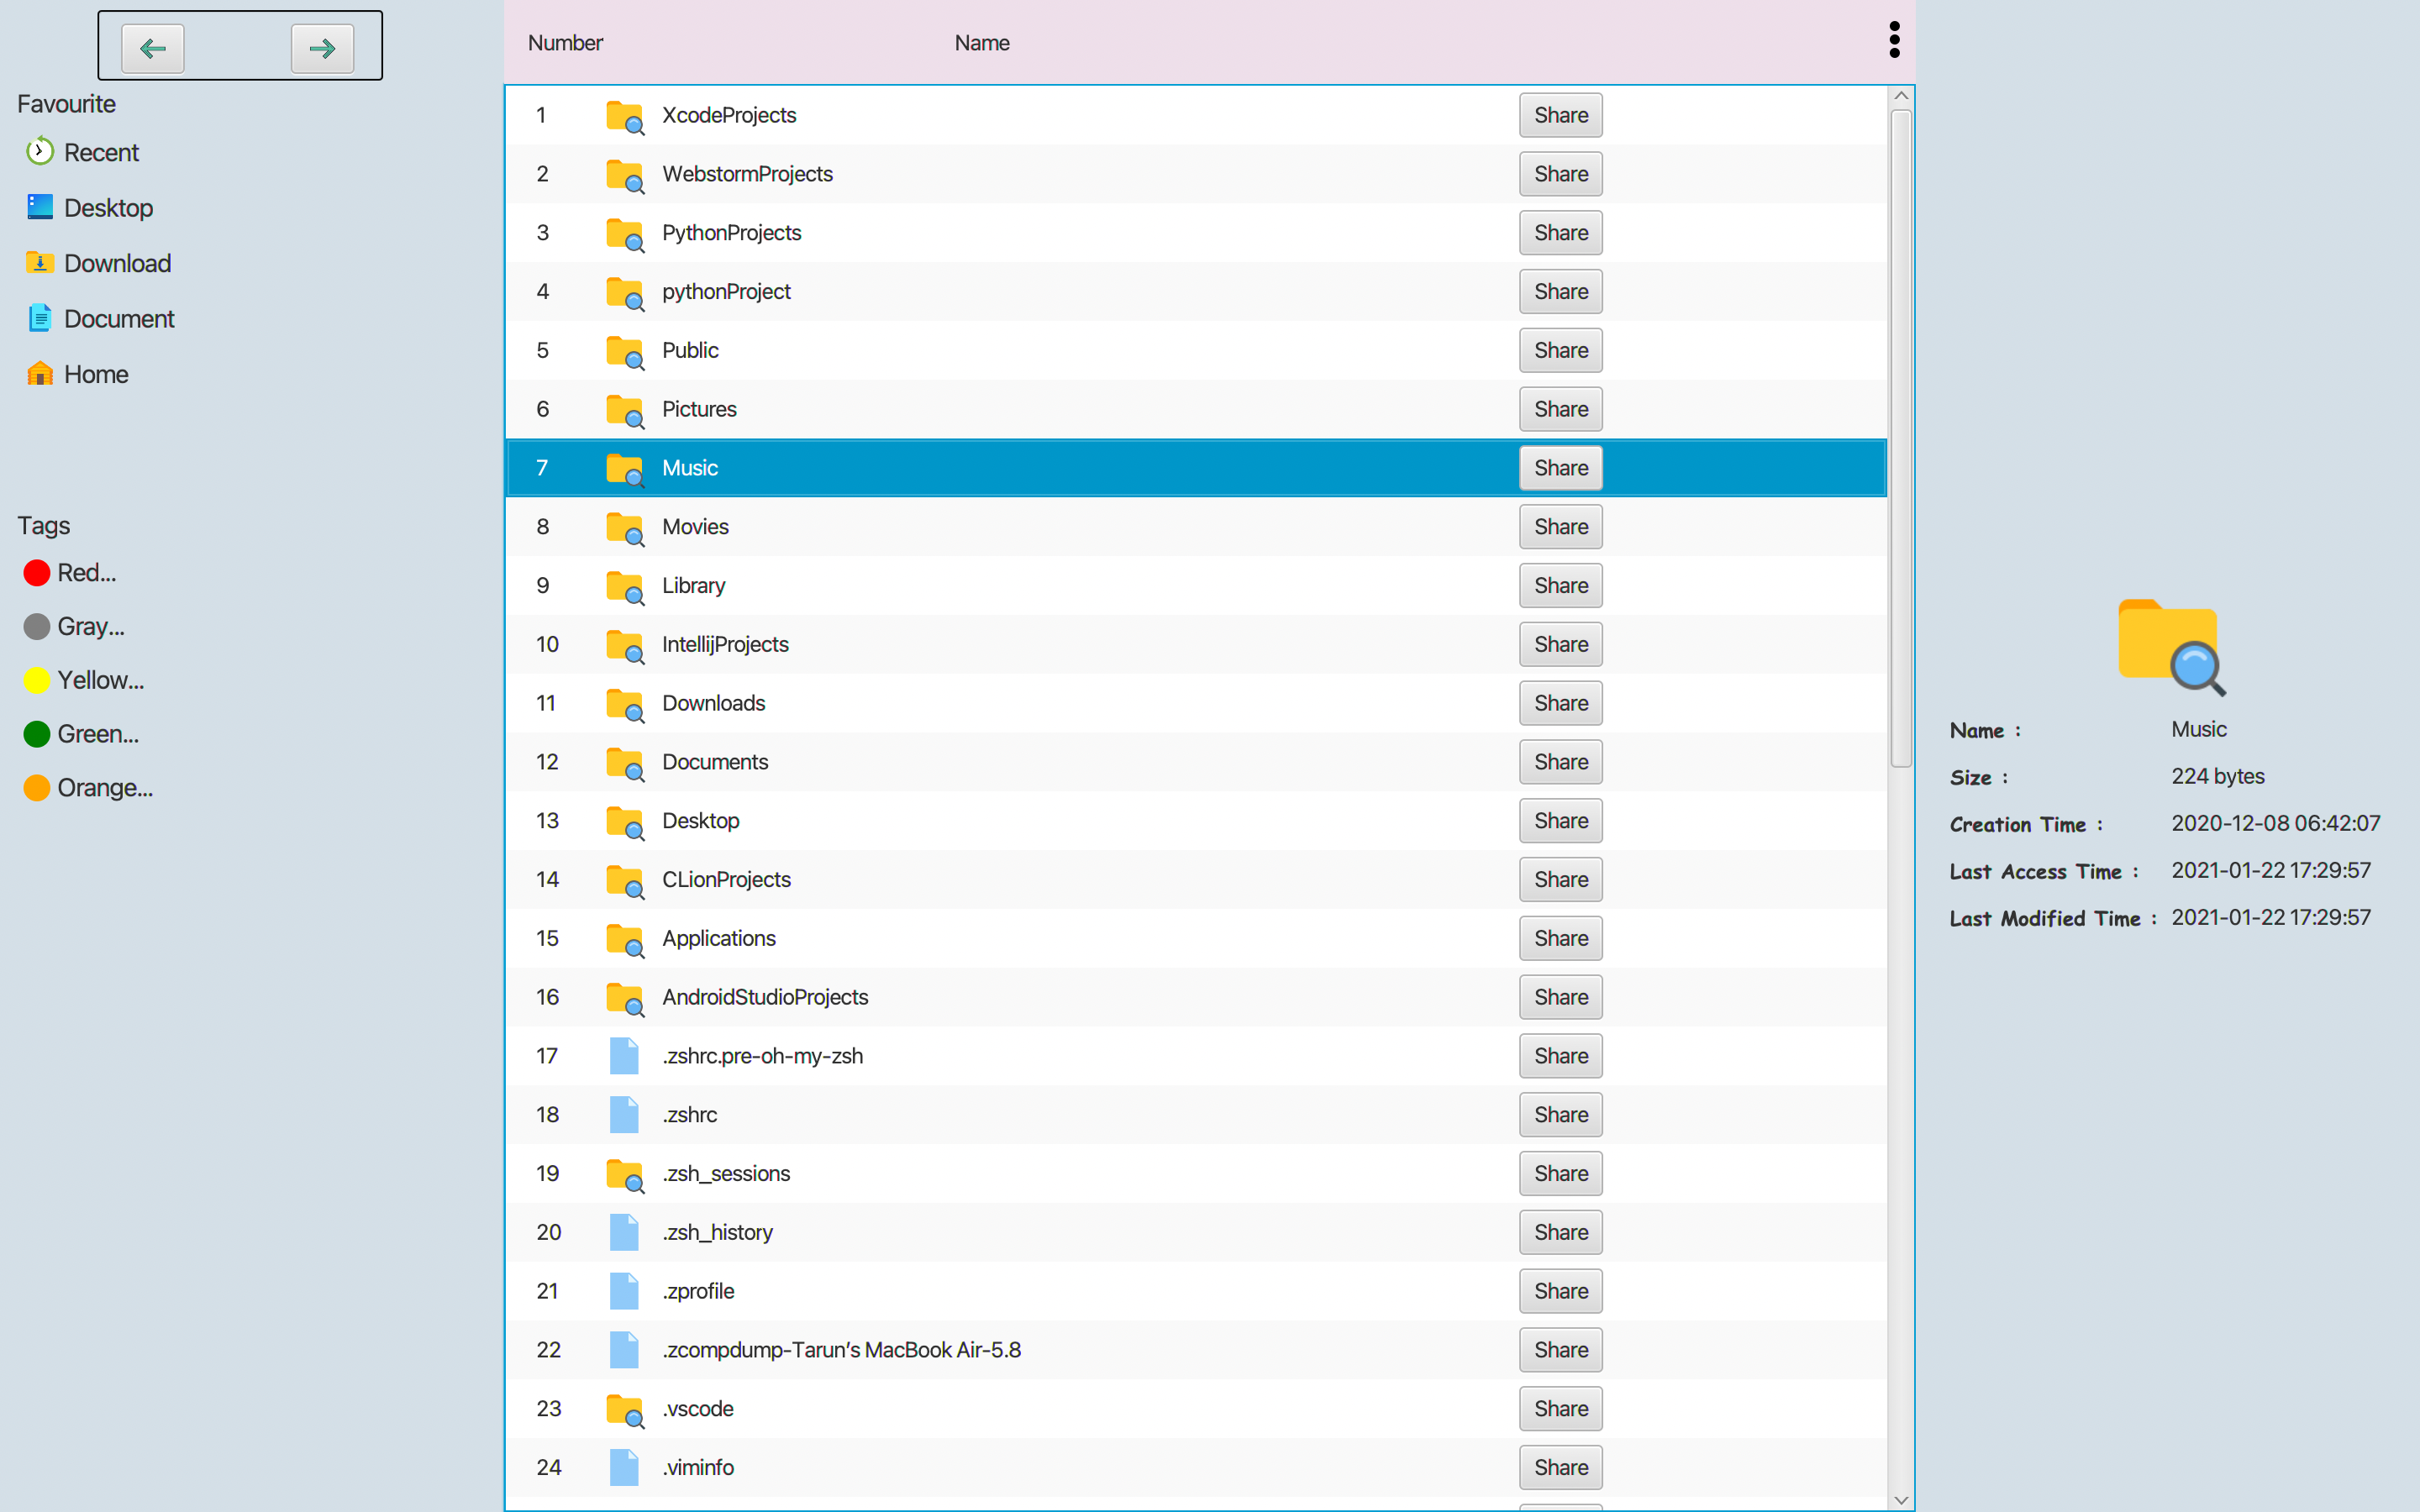 Favourite
Recent
Desktop
Download
Document
Home
Tags
Red...
Gray...
Yellow...
Green...
Orange...
Number Name
1 XcodeProjects Share
2 WebstormProjects Share
3 PythonProjects Share
4 pythonProject Share
5 Public Share
6 Pictures Share
7 Music Share
8 Movies Share
9 Library Share
10 IntellijProjects Share
11 Downloads Share
12 Documents Share
13 Desktop Share
14 CLionProjects Share
15 Applications Share
16 AndroidStudioProjects Share
17 .zshrc.pre-oh-my-zsh Share
18 .zshrc Share
19 .zsh_sessions Share
20 .zsh_history Share
21 .zprofile Share
22 .zcompdump-Tarun’s MacBook Air-5.8 Share
23 .vscode Share
24 .viminfo Share
Name : Music
Size : 224 bytes
Creation Time : 2020-12-08 06:42:07
Last Access Time : 2021-01-22 17:29:57
Last Modified Time : 2021-01-22 17:29:57